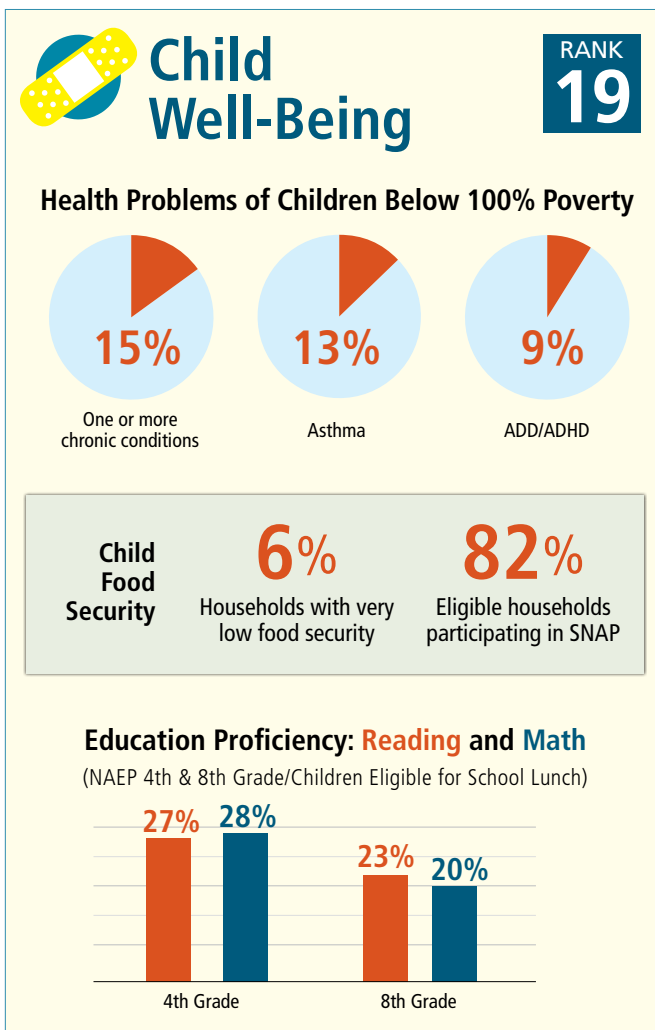 Child
Well-Being
RANK
19
Health Problems of Children Below 100% Poverty
15%
13%
9%
One or more
chronic conditions
Asthma
ADD/ADHD
Child
Food
Security
6%
Households with very
low food security
82%
Eligible households
participating in SNAP
Education Proficiency: Reading and Math
(NAEP 4th & 8th Grade/Children Eligible for School Lunch)
27%
28%
23%
20%
4th Grade
8th Grade